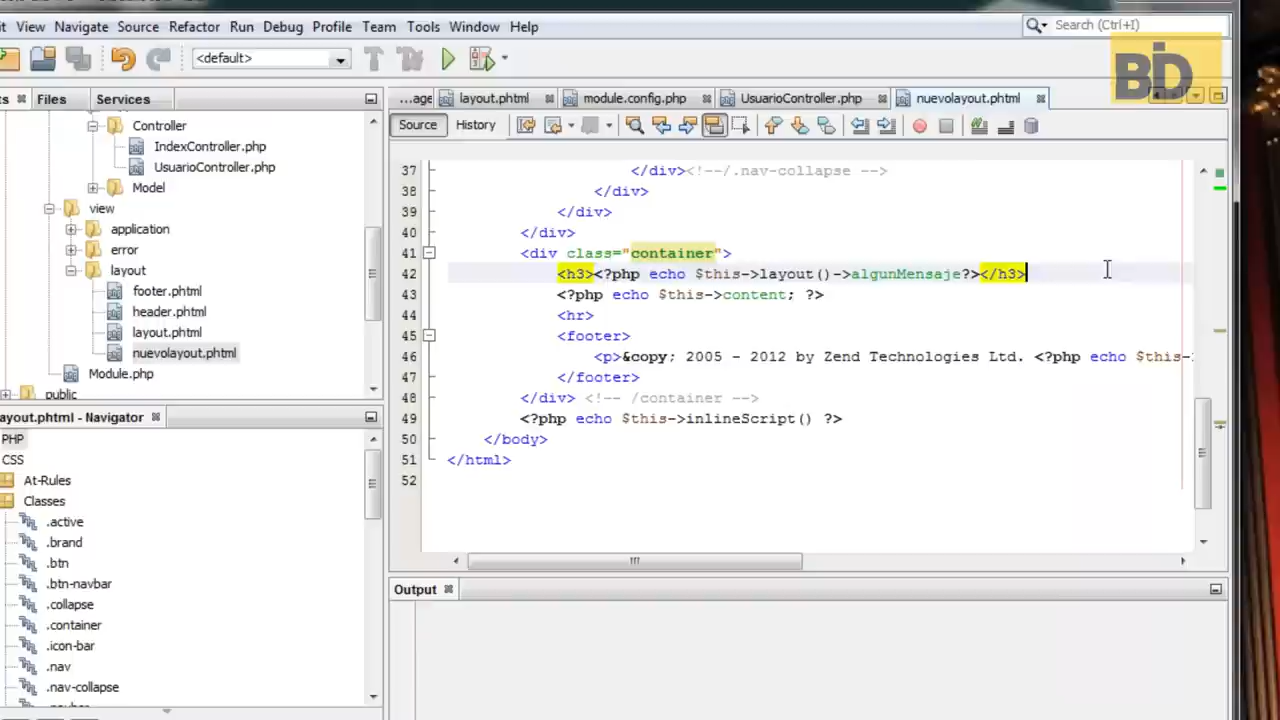 View Navigate Source Refactor Run Debug Profile Team Tools Window Help
Search (Ctrl+I)
BD
<default>
Files Services
...age layout.phtml module.config.php UsuarioController.php nuevolayout.phtml
Source History
Controller
IndexController.php
UsuarioController.php
Model
view
application
error
layout
footer.phtml
header.phtml
layout.phtml
nuevolayout.phtml
Module.php
public
37 </div><!--/.nav-collapse -->
38 </div>
39 </div>
40 </div>
41 <div class="container">
42 <h3><?php echo $this->layout()->algunMensaje?></h3>
43 <?php echo $this->content; ?>
44 <hr>
45 <footer>
46 <p>&copy; 2005 - 2012 by Zend Technologies Ltd. <?php echo $this-
47 </footer>
48 </div> <!-- /container -->
49 <?php echo $this->inlineScript() ?>
50 </body>
51 </html>
52
ayout.phtml - Navigator
PHP
CSS
At-Rules
Classes
.active
.brand
.btn
.btn-navbar
.collapse
.container
.icon-bar
.nav
.nav-collapse
Output